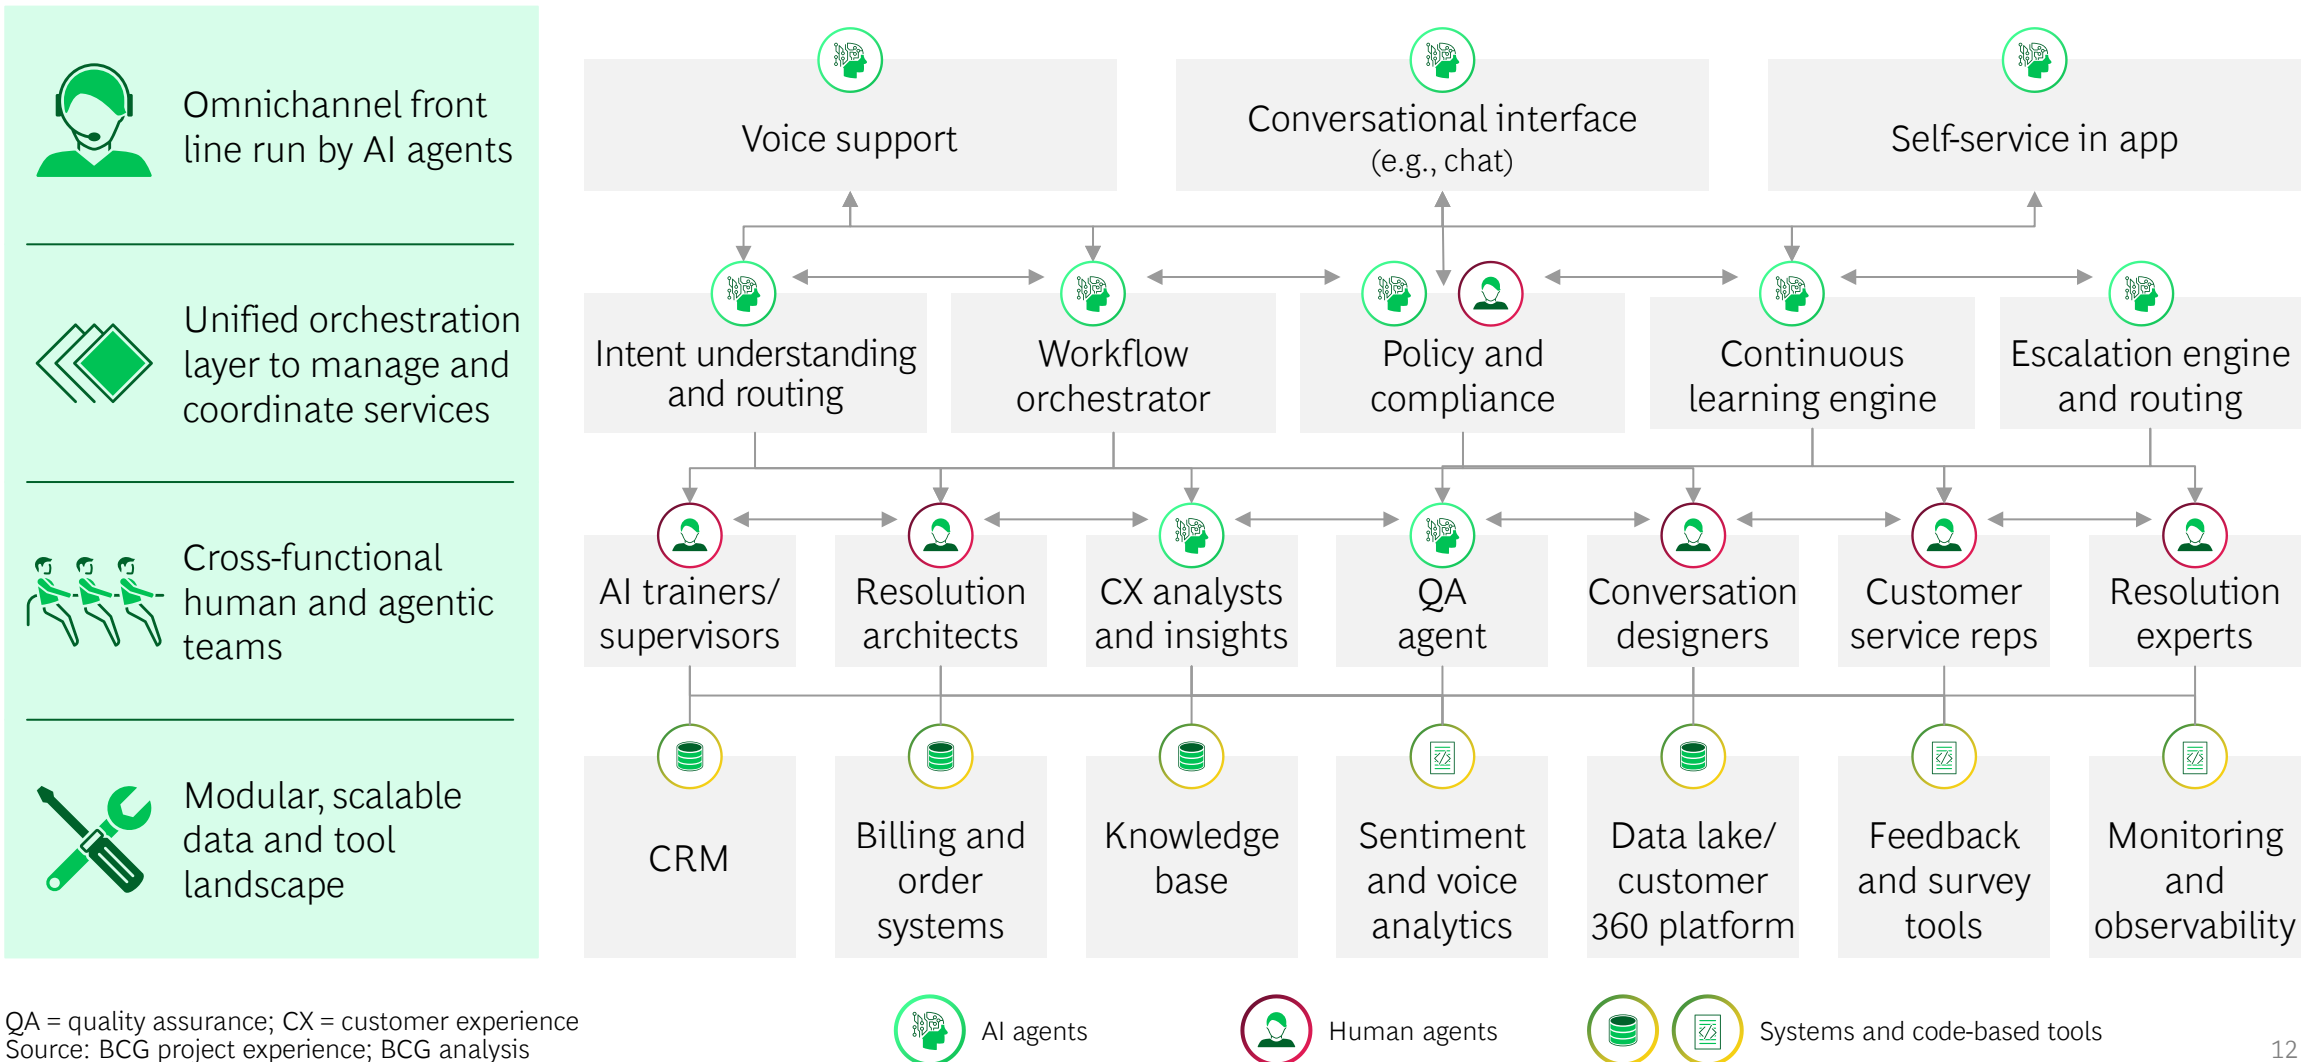 Omnichannel front
line run by AI agents
Unified orchestration
layer to manage and
coordinate services
Cross-functional
human and agentic
teams
Modular, scalable
data and tool
landscape
Voice support
Conversational interface
(e.g., chat)
Self-service in app
Intent understanding
and routing
Workflow
orchestrator
Policy and
compliance
Continuous
learning engine
Escalation engine
and routing
AI trainers/
supervisors
Resolution
architects
CX analysts
and insights
QA
agent
Conversation
designers
Customer
service reps
Resolution
experts
CRM
Billing and
order
systems
Knowledge
base
Sentiment
and voice
analytics
Data lake/
customer
360 platform
Feedback
and survey
tools
Monitoring
and
observability
QA = quality assurance; CX = customer experience
Source: BCG project experience; BCG analysis
AI agents
Human agents
Systems and code-based tools
12